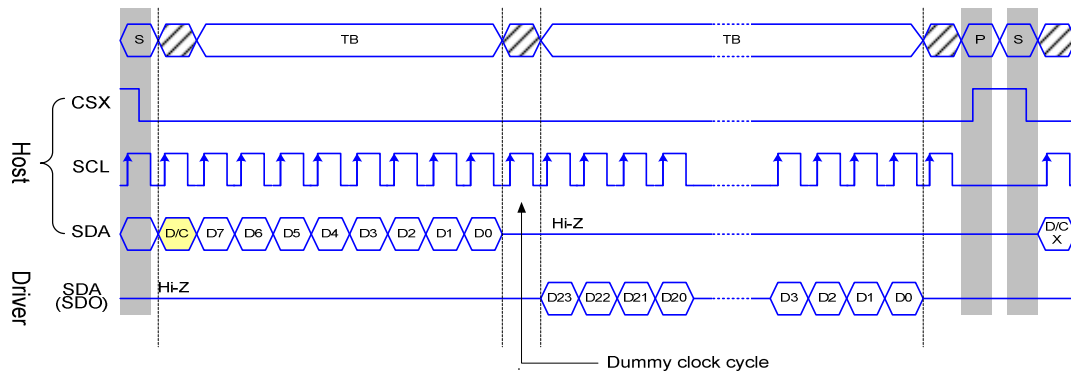 S TB TB P S
CSX
Host
SCL
SDA D/C D7 D6 D5 D4 D3 D2 D1 D0 Hi-Z D/C X
Driver
SDA (SDO) Hi-Z D23 D22 D21 D20 D3 D2 D1 D0
Dummy clock cycle